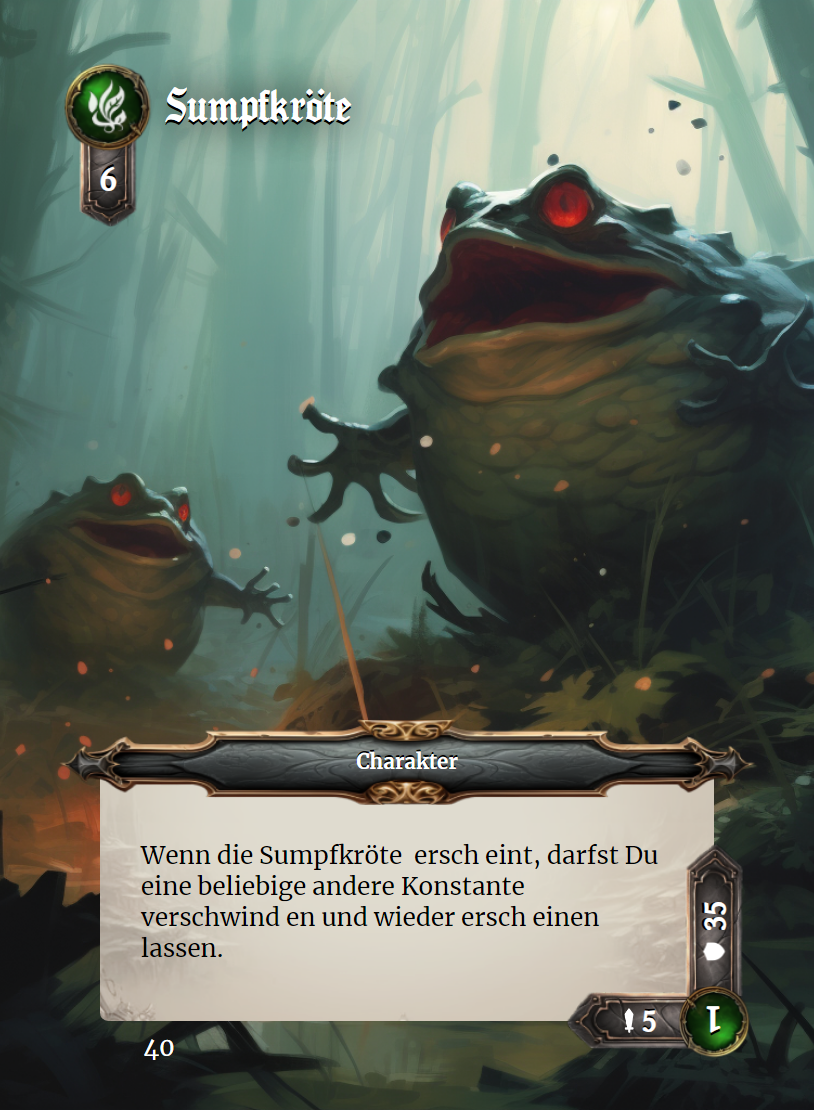 Sumpfkröte
6
Charakter
Wenn die Sumpfkröte  ersch eint, darfst Du
eine beliebige andere Konstante
verschwind en und wieder ersch einen
lassen.
35
5
1
40